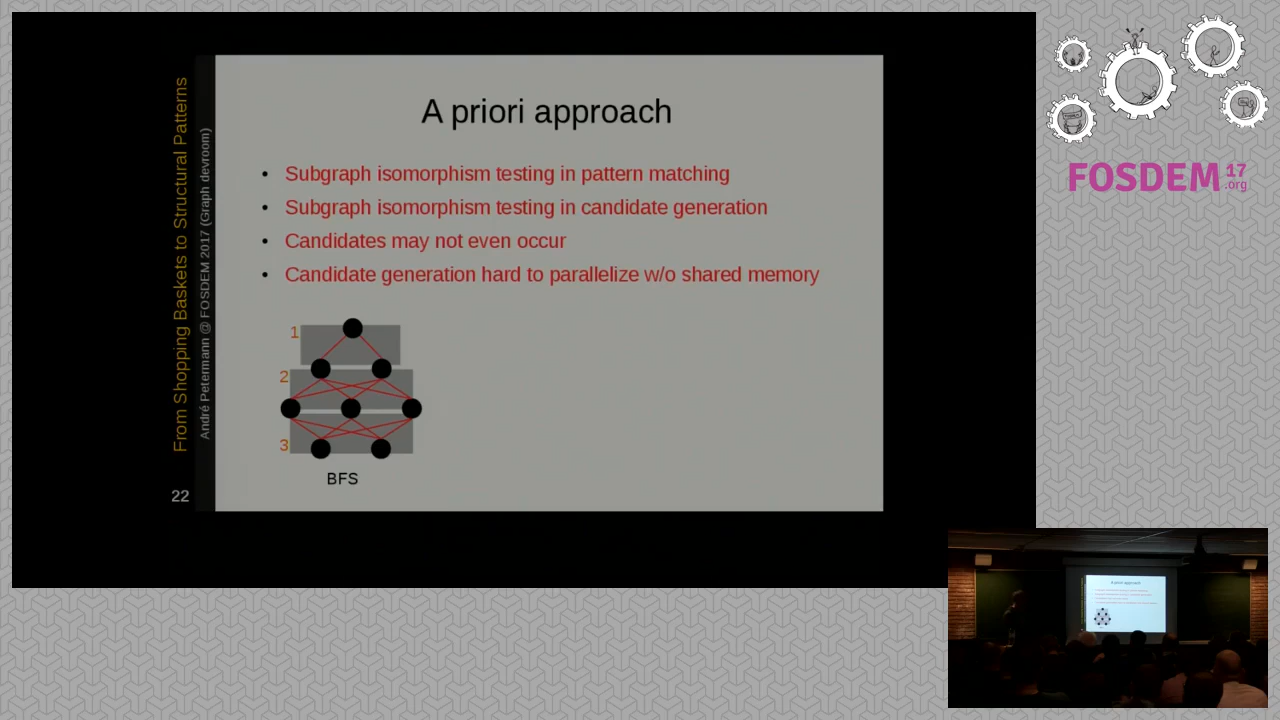 From Shopping Baskets to Structural Patterns
André Petermann @ FOSDEM 2017 (Graph devroom)
22
A priori approach
• Subgraph isomorphism testing in pattern matching
• Subgraph isomorphism testing in candidate generation
• Candidates may not even occur
• Candidate generation hard to parallelize w/o shared memory
1
2
3
BFS
FOSDEM 17
.org
A priori approach